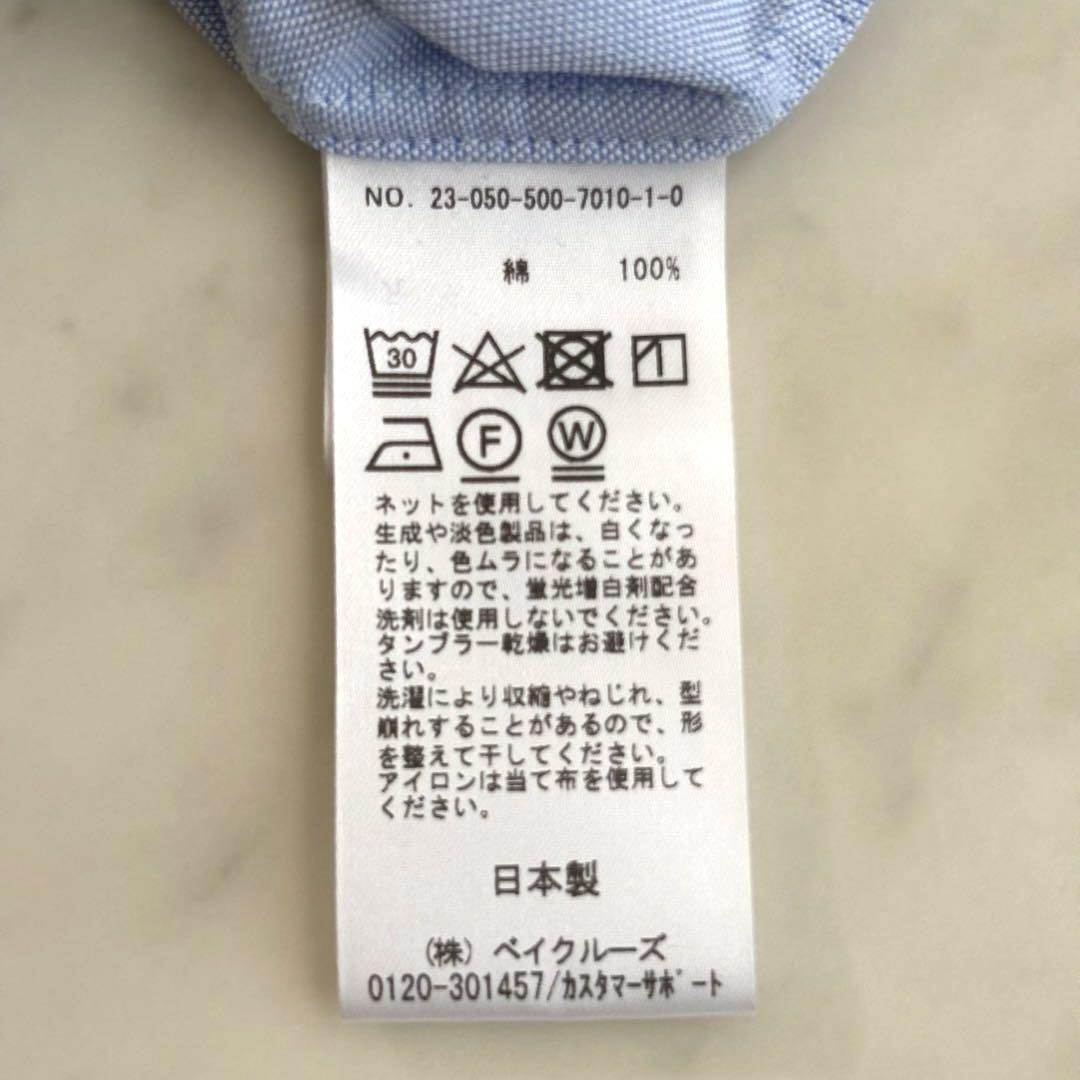 NO. 23-050-500-7010-1-0
綿 100%
30
F W
ネットを使用してください。
生成や淡色製品は、白くなっ
たり、色ムラになることがあ
りますので、蛍光増白剤配合
洗剤は使用しないでください。
タンブラー乾燥はお避けくだ
さい。
洗濯により収縮やねじれ、型
崩れすることがあるので、形
を整えて干してください。
アイロンは当て布を使用して
ください。
日本製
(株) ベイクルーズ
0120-301457/カスタマーサポート